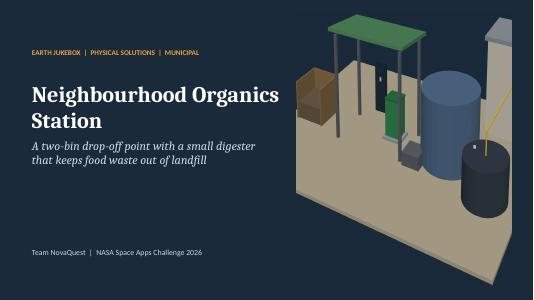 EARTH JUKEBOX | PHYSICAL SOLUTIONS | MUNICIPAL
Neighbourhood Organics
Station
A two-bin drop-off point with a small digester
that keeps food waste out of landfill
Team NovaQuest | NASA Space Apps Challenge 2026